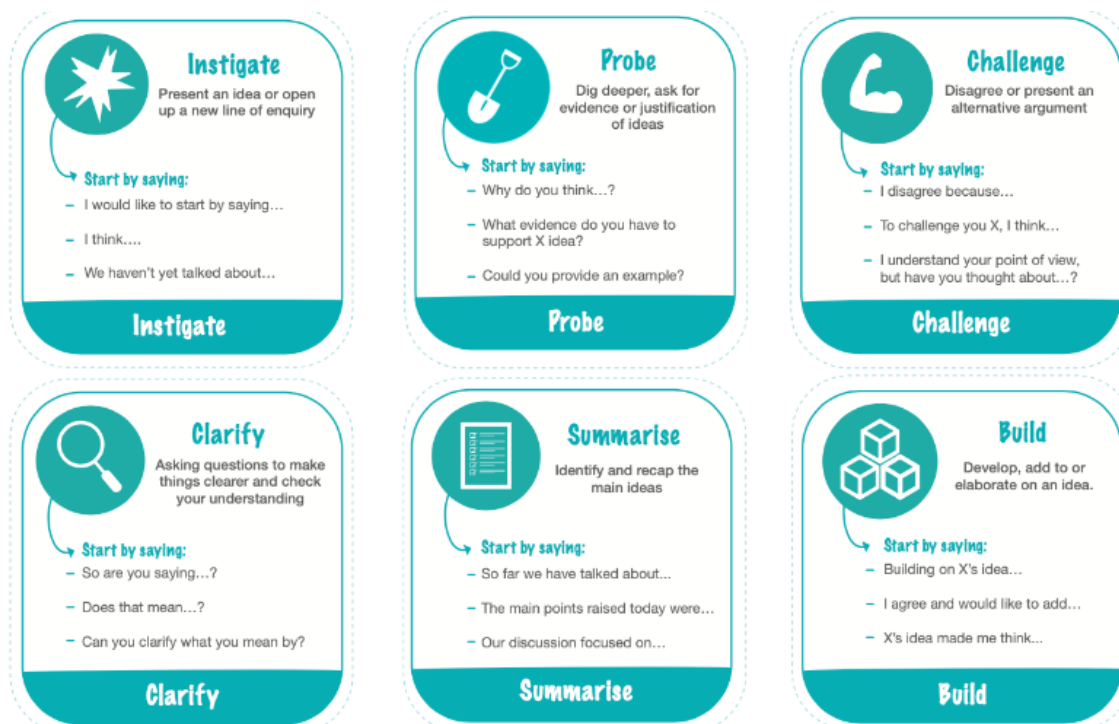 Instigate
Present an idea or open
up a new line of enquiry
Start by saying:
– I would like to start by saying...
– I think....
– We haven't yet talked about...
Instigate
Probe
Dig deeper, ask for
evidence or justification
of ideas
Start by saying:
– Why do you think...?
– What evidence do you have to
support X idea?
– Could you provide an example?
Probe
Challenge
Disagree or present an
alternative argument
Start by saying:
– I disagree because...
– To challenge you X, I think...
– I understand your point of view,
but have you thought about...?
Challenge
Clarify
Asking questions to make
things clearer and check
your understanding
Start by saying:
– So are you saying...?
– Does that mean...?
– Can you clarify what you mean by?
Clarify
Summarise
Identify and recap the
main ideas
Start by saying:
– So far we have talked about...
– The main points raised today were...
– Our discussion focused on...
Summarise
Build
Develop, add to or
elaborate on an idea.
Start by saying:
– Building on X's idea...
– I agree and would like to add...
– X's idea made me think...
Build